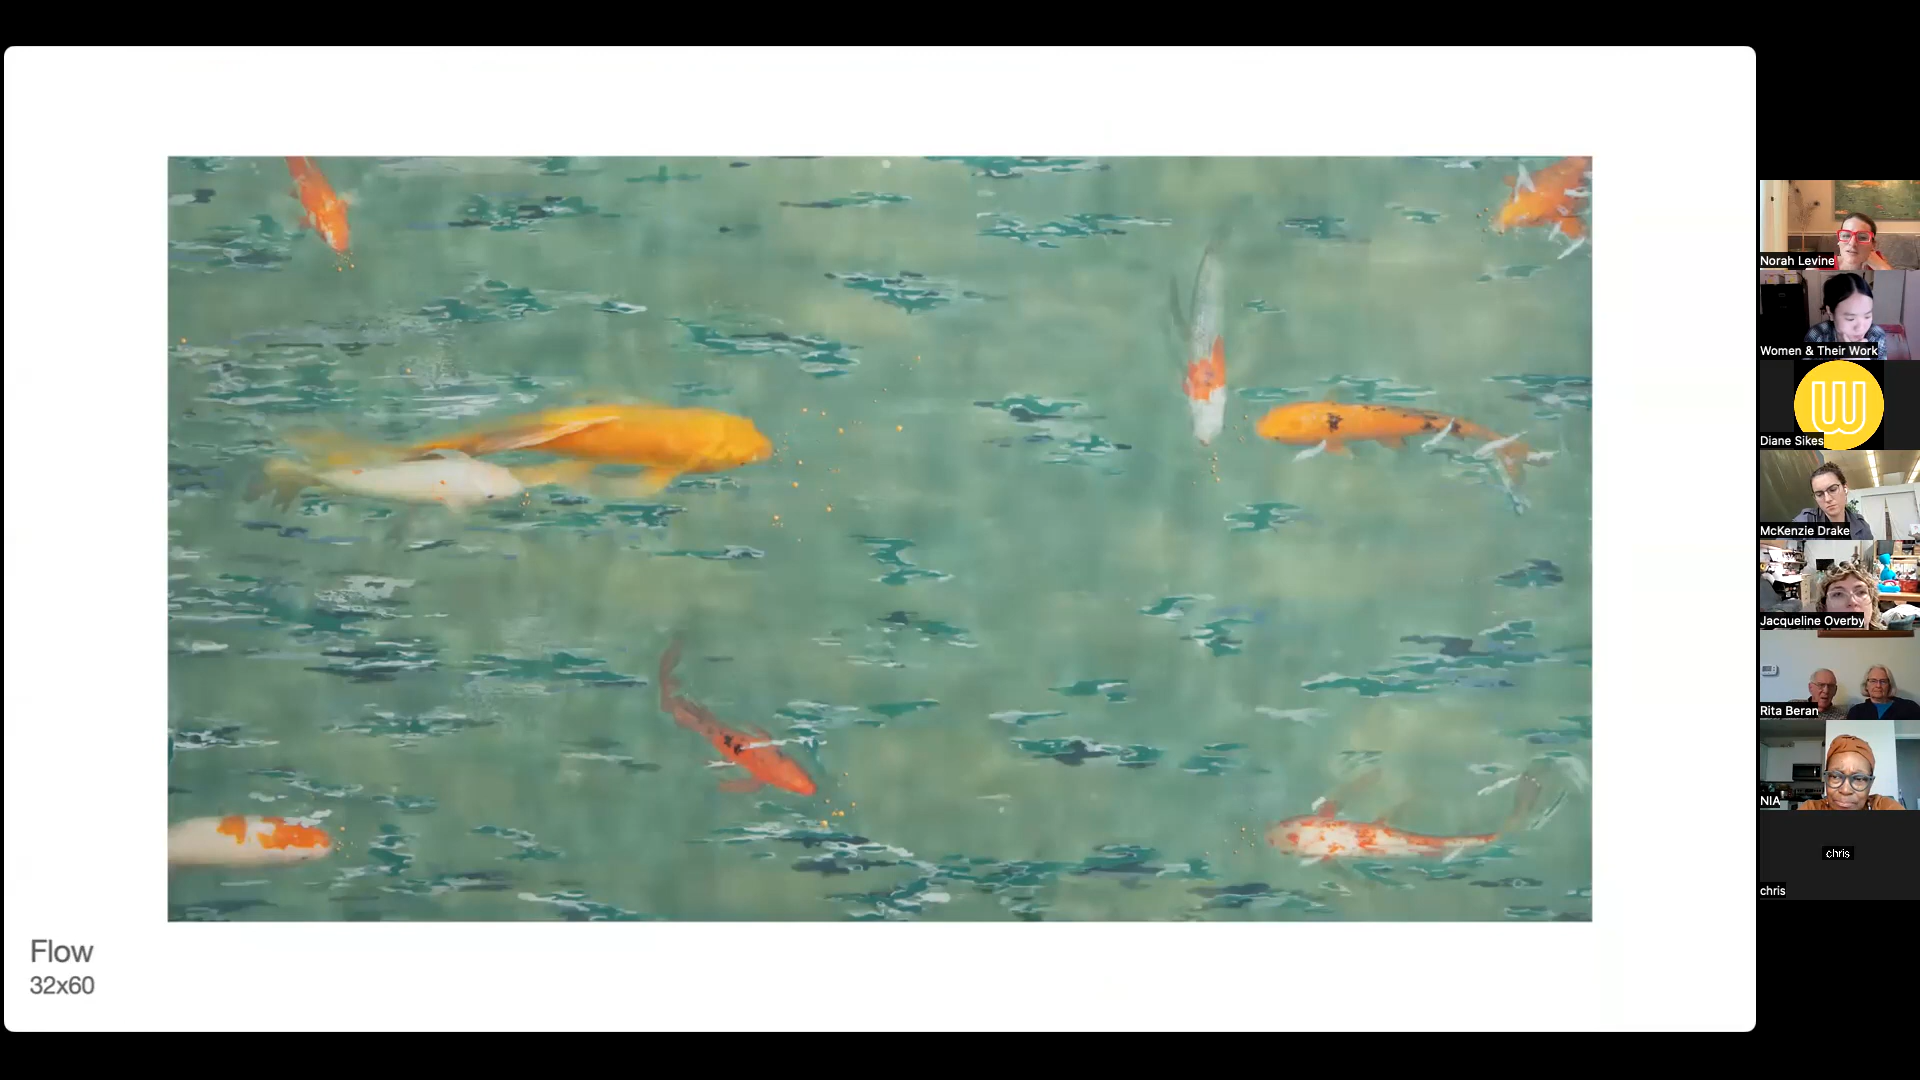 Flow
32x60
Norah Levine
Women & Their Work
W
Diane Sikes
McKenzie Drake
Jacqueline Overby
Rita Beran
NIA
chris
chris